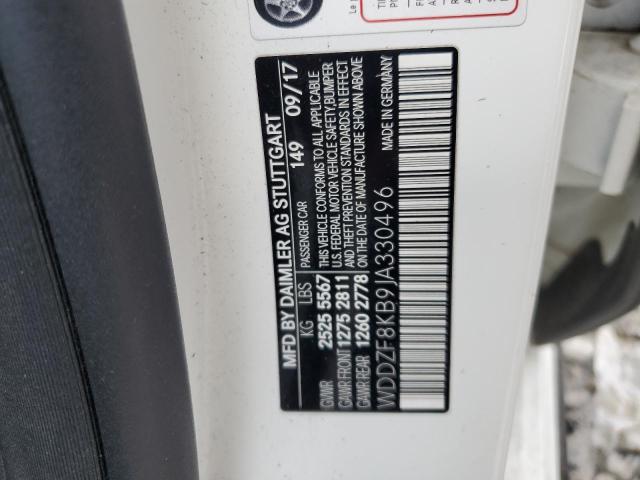 MFD BY DAIMLER AG STUTTGART
KG LBS PASSENGER CAR 149 09/17
GVWR 2525 5567 THIS VEHICLE CONFORMS TO ALL APPLICABLE
U.S. FEDERAL MOTOR VEHICLE SAFETY, BUMPER
GAWR FRONT 1275 2811 AND THEFT PREVENTION STANDARDS IN EFFECT
GAWR REAR 1260 2778 ON THE DATE OF MANUFACTURE SHOWN ABOVE
MADE IN GERMANY
WDDZF8KB9JA330496